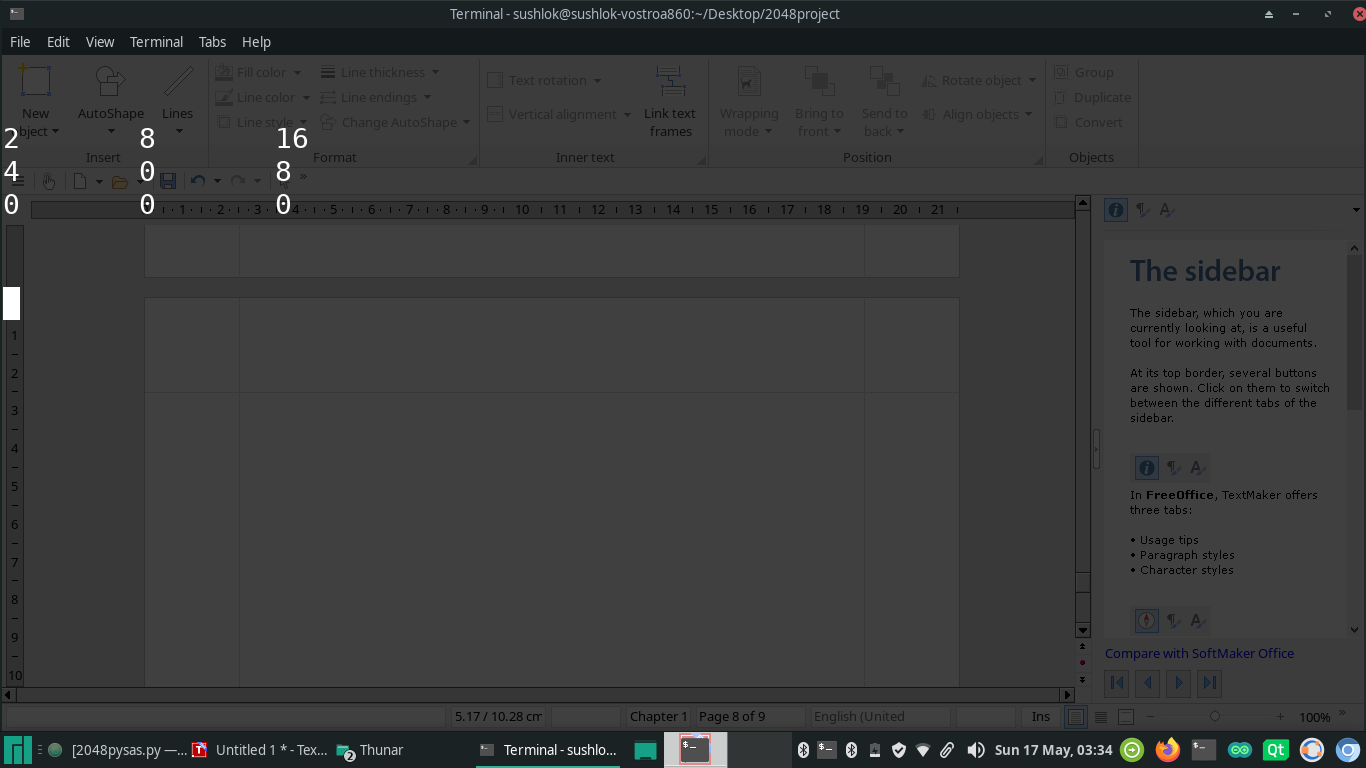 Terminal - sushlok@sushlok-vostroa860:~/Desktop/2048project
File Edit View Terminal Tabs Help
Fill color Line thickness
Text rotation
Rotate object
Group
Line color Line endings
Duplicate
New AutoShape Lines
Line style Change AutoShape
Vertical alignment
Link text
frames
Wrapping
mode
Bring to
front
Send to
back
Align objects
Convert
Insert Format Inner text Position Objects
2 8 16
4 0 8
0 0 0
1 2 3 4 5 6 7 8 9 10 11 12 13 14 15 16 17 18 19 20 21
1
2
3
4
5
6
7
8
9
10
The sidebar
The sidebar, which you are
currently looking at, is a useful
tool for working with documents.
At its top border, several buttons
are shown. Click on them to switch
between the different tabs of the
sidebar.
In FreeOffice, TextMaker offers
three tabs:
• Usage tips
• Paragraph styles
• Character styles
Compare with SoftMaker Office
5.17 / 10.28 cm Chapter 1 Page 8 of 9 English (United Ins 100%
[2048pysas.py —... Untitled 1 * - Tex... 2 Thunar Terminal - sushlo... Sun 17 May, 03:34 Qt